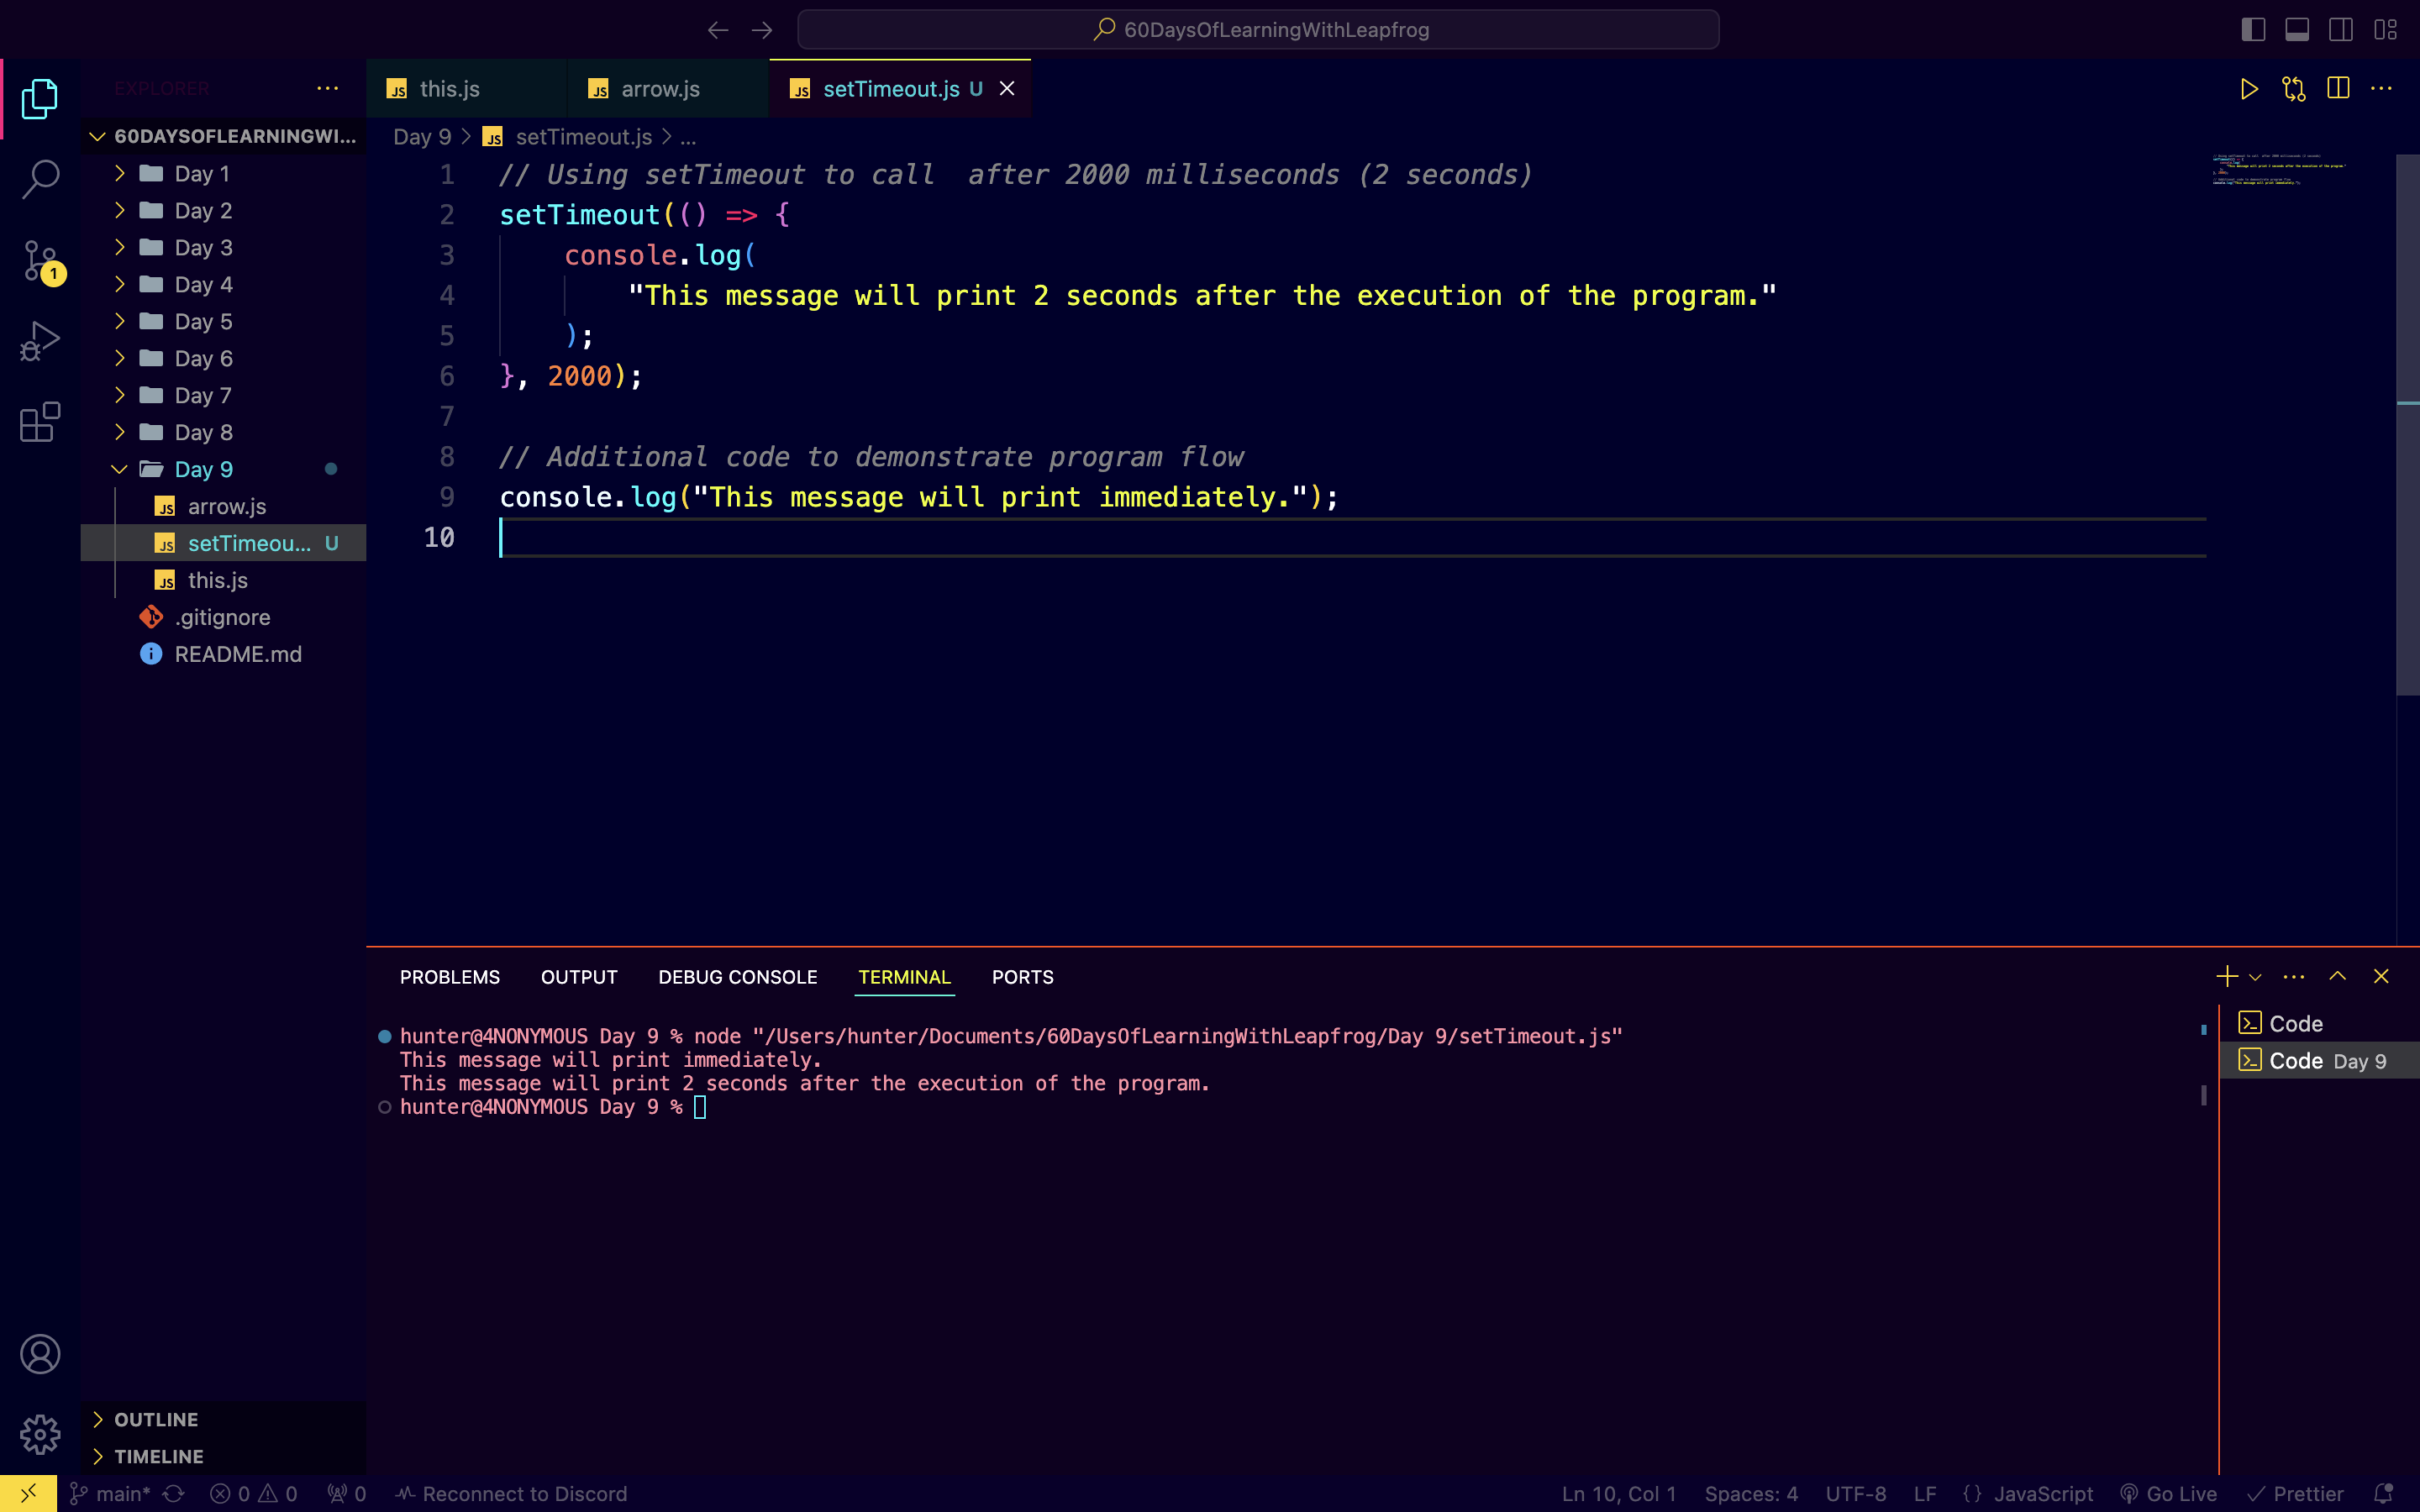 60DaysOfLearningWithLeapfrog
EXPLORER
this.js
arrow.js
setTimeout.js U
60DAYSOFLEARNINGWI...
Day 1
Day 2
Day 3
Day 4
Day 5
Day 6
Day 7
Day 8
Day 9
arrow.js
setTimeou... U
this.js
.gitignore
README.md
OUTLINE
TIMELINE
1
Day 9 > JS setTimeout.js > ...
1 // Using setTimeout to call  after 2000 milliseconds (2 seconds)
2 setTimeout(() => {
3     console.log(
4         "This message will print 2 seconds after the execution of the program."
5     );
6 }, 2000);
7
8 // Additional code to demonstrate program flow
9 console.log("This message will print immediately.");
10
PROBLEMS OUTPUT DEBUG CONSOLE TERMINAL PORTS
hunter@4NONYMOUS Day 9 % node "/Users/hunter/Documents/60DaysOfLearningWithLeapfrog/Day 9/setTimeout.js"
This message will print immediately.
This message will print 2 seconds after the execution of the program.
hunter@4NONYMOUS Day 9 %
Code
Code Day 9
main* 0 0 0 Reconnect to Discord Ln 10, Col 1 Spaces: 4 UTF-8 LF {} JavaScript Go Live Prettier